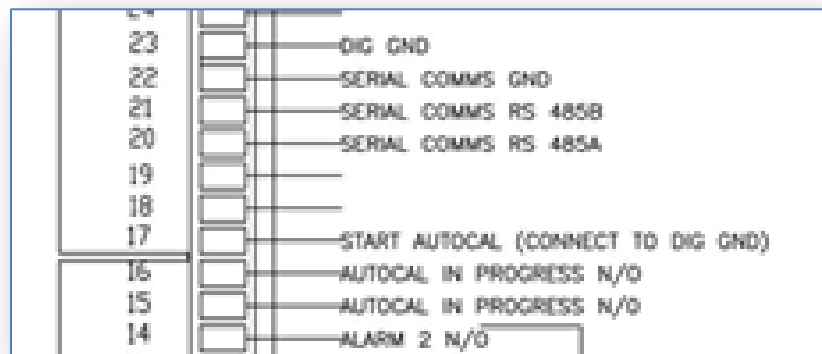 24
23 DIG GND
22 SERIAL COMMS GND
21 SERIAL COMMS RS 485B
20 SERIAL COMMS RS 485A
19
18
17 START AUTOCAL (CONNECT TO DIG GND)
16 AUTOCAL IN PROGRESS N/O
15 AUTOCAL IN PROGRESS N/O
14 ALARM 2 N/O